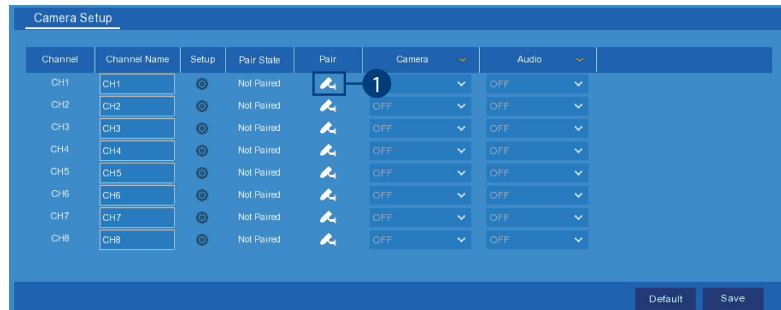 Camera Setup
Channel Channel Name Setup Pair State Pair Camera Audio
CH1 CH1 Not Paired 1 OFF
CH2 CH2 Not Paired OFF OFF
CH3 CH3 Not Paired OFF OFF
CH4 CH4 Not Paired OFF OFF
CH5 CH5 Not Paired OFF OFF
CH6 CH6 Not Paired OFF OFF
CH7 CH7 Not Paired OFF OFF
CH8 CH8 Not Paired OFF OFF
Default Save